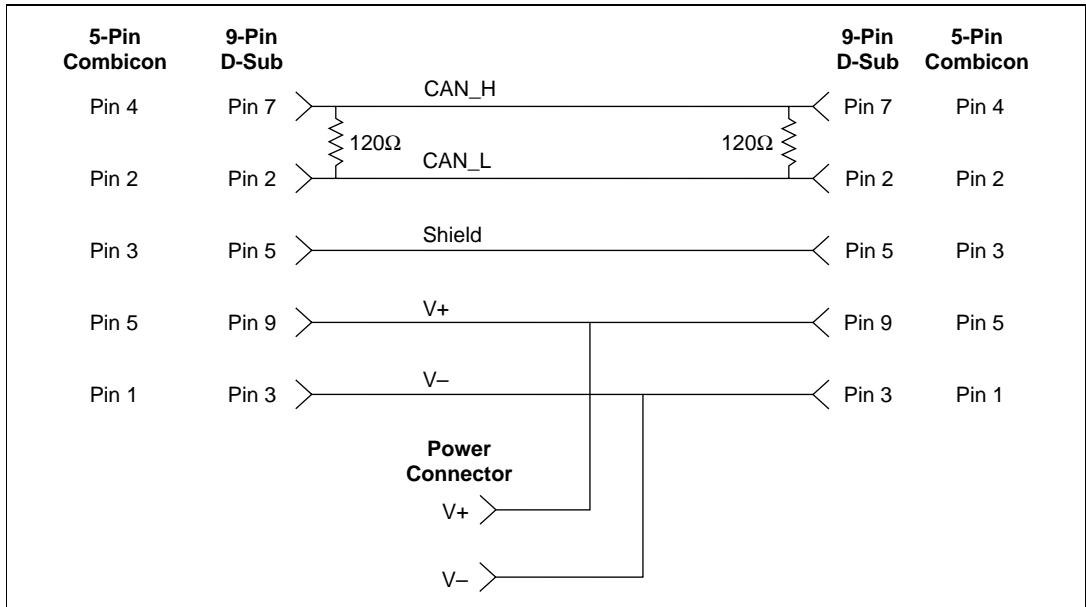 5-Pin Combicon 9-Pin D-Sub 9-Pin D-Sub 5-Pin Combicon
CAN_H
Pin 4 Pin 7 Pin 7 Pin 4
120Ω 120Ω
CAN_L
Pin 2 Pin 2 Pin 2 Pin 2
Shield
Pin 3 Pin 5 Pin 5 Pin 3
V+
Pin 5 Pin 9 Pin 9 Pin 5
V–
Pin 1 Pin 3 Pin 3 Pin 1
Power
Connector
V+
V–